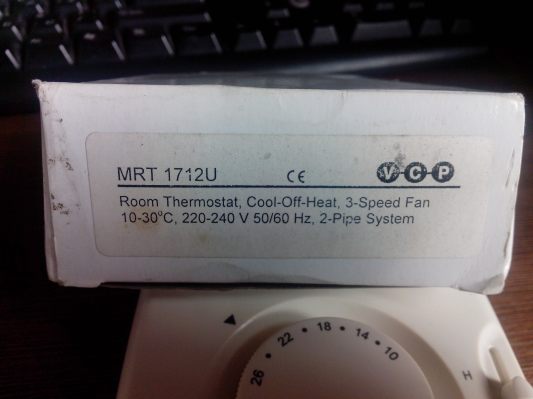 MRT 1712U CE V-C-P
Room Thermostat, Cool-Off-Heat, 3-Speed Fan
10-30°C, 220-240 V 50/60 Hz, 2-Pipe System
26 • 22 • 18 • 14 • 10
H